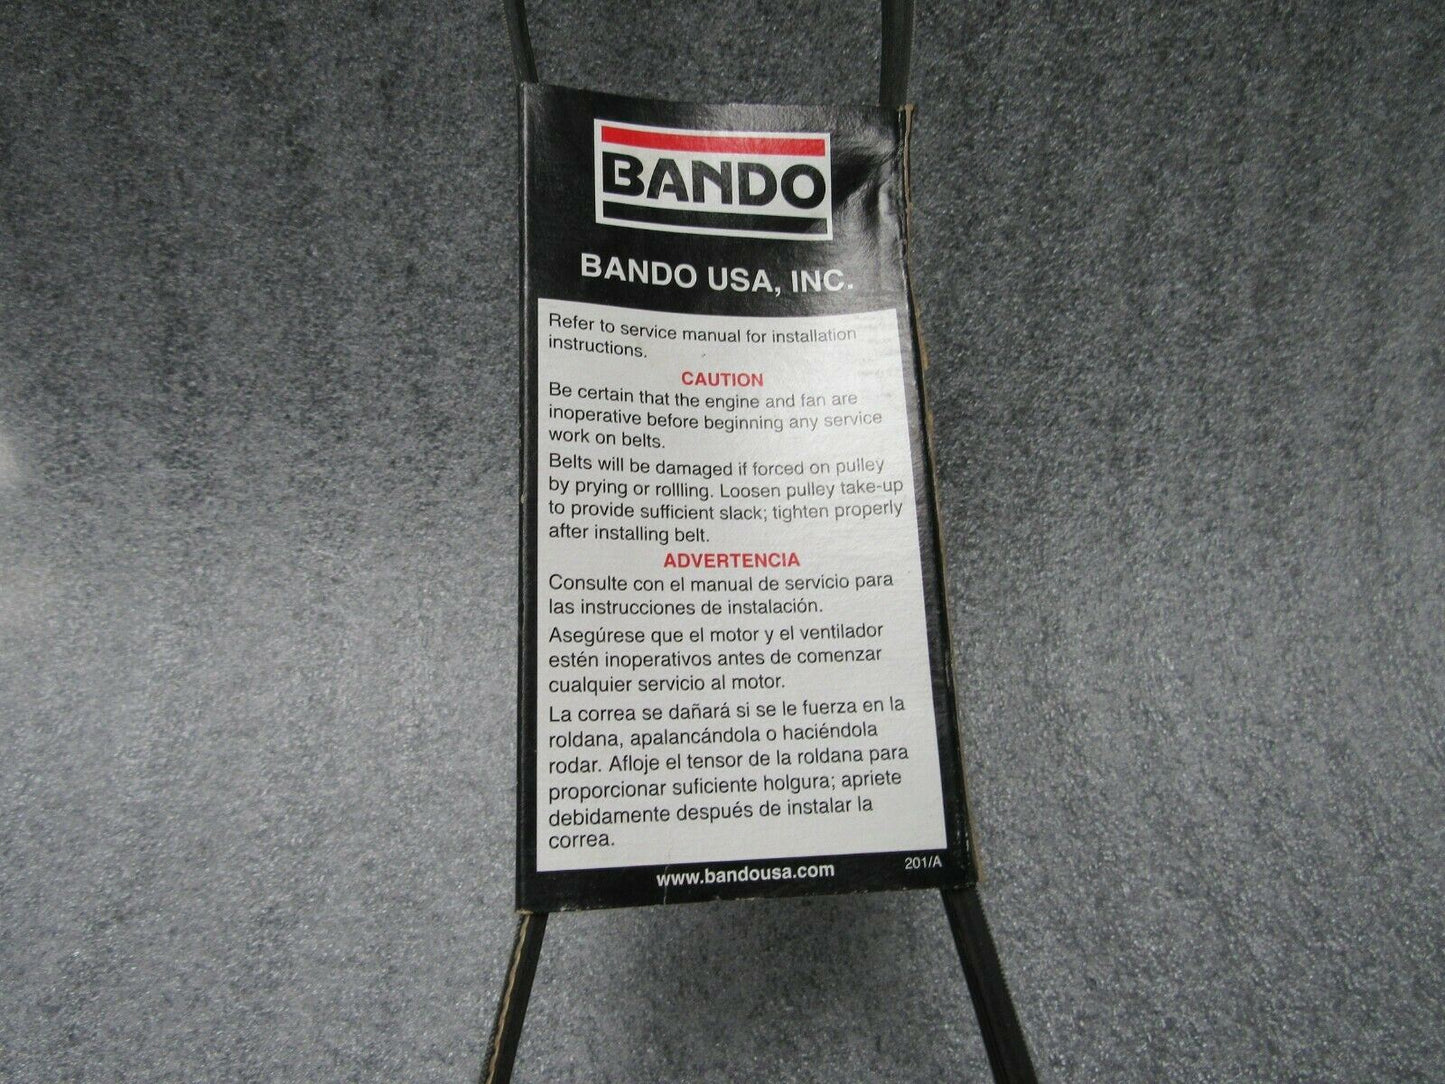 BANDO
BANDO USA, INC.
Refer to service manual for installation
instructions.
CAUTION
Be certain that the engine and fan are
inoperative before beginning any service
work on belts.
Belts will be damaged if forced on pulley
by prying or rollling. Loosen pulley take-up
to provide sufficient slack; tighten properly
after installing belt.
ADVERTENCIA
Consulte con el manual de servicio para
las instrucciones de instalación.
Asegúrese que el motor y el ventilador
estén inoperativos antes de comenzar
cualquier servicio al motor.
La correa se dañará si se le fuerza en la
roldana, apalancándola o haciéndola
rodar. Afloje el tensor de la roldana para
proporcionar suficiente holgura; apriete
debidamente después de instalar la
correa.
www.bandousa.com
201/A